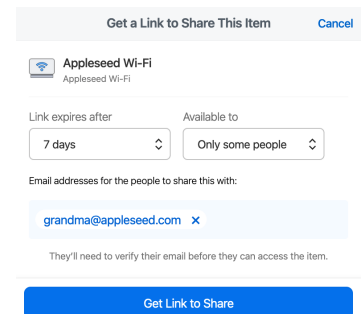 Get a Link to Share This Item
Cancel
Appleseed Wi-Fi
Appleseed Wi-Fi
Link expires after
Available to
7 days
Only some people
Email addresses for the people to share this with:
grandma@appleseed.com ×
They'll need to verify their email before they can access the item.
Get Link to Share